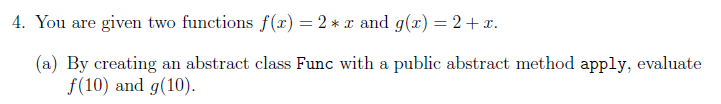 4. You are given two functions f(x) = 2 * x and g(x) = 2 + x.
(a) By creating an abstract class Func with a public abstract method apply, evaluate
f(10) and g(10).